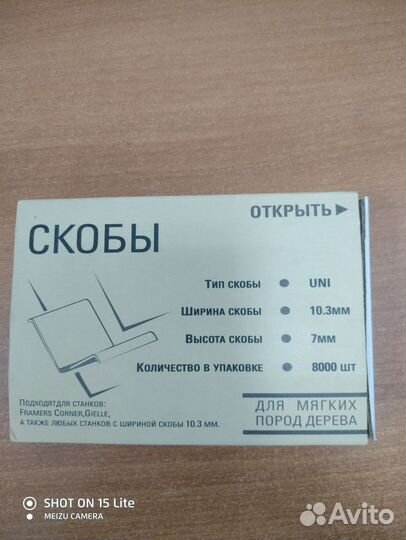 ОТКРЫТЬ
СКОБЫ
Тип скобы UNI
Ширина скобы 10.3мм
Высота скобы 7мм
Количество в упаковке 8000 шт
Подходятдля станков:
Framers Corner,Gielle,
а также любых станков с шириной скобы 10.3 мм.
ДЛЯ МЯГКИХ
ПОРОД ДЕРЕВА
SHOT ON 15 Lite
MEIZU CAMERA
Avito